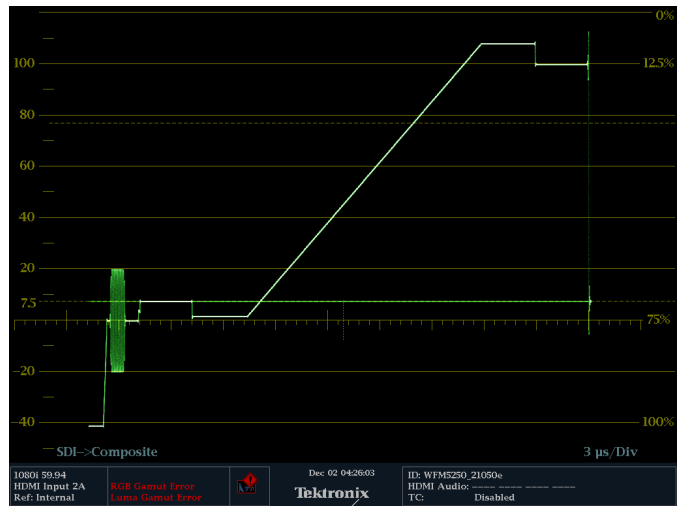 0%
100
12.5%
80
60
40
20
7.5
75%
-20
-40
100%
SDI->Composite
3 µs/Div
1080i 59.94
HDMI Input 2A
Ref: Internal
RGB Gamut Error
Luma Gamut Error
Dec 02 04:26:03
Tektronix
ID: WFM5250_21050e
HDMI Audio: ---- ---- ---- ----
TC: Disabled